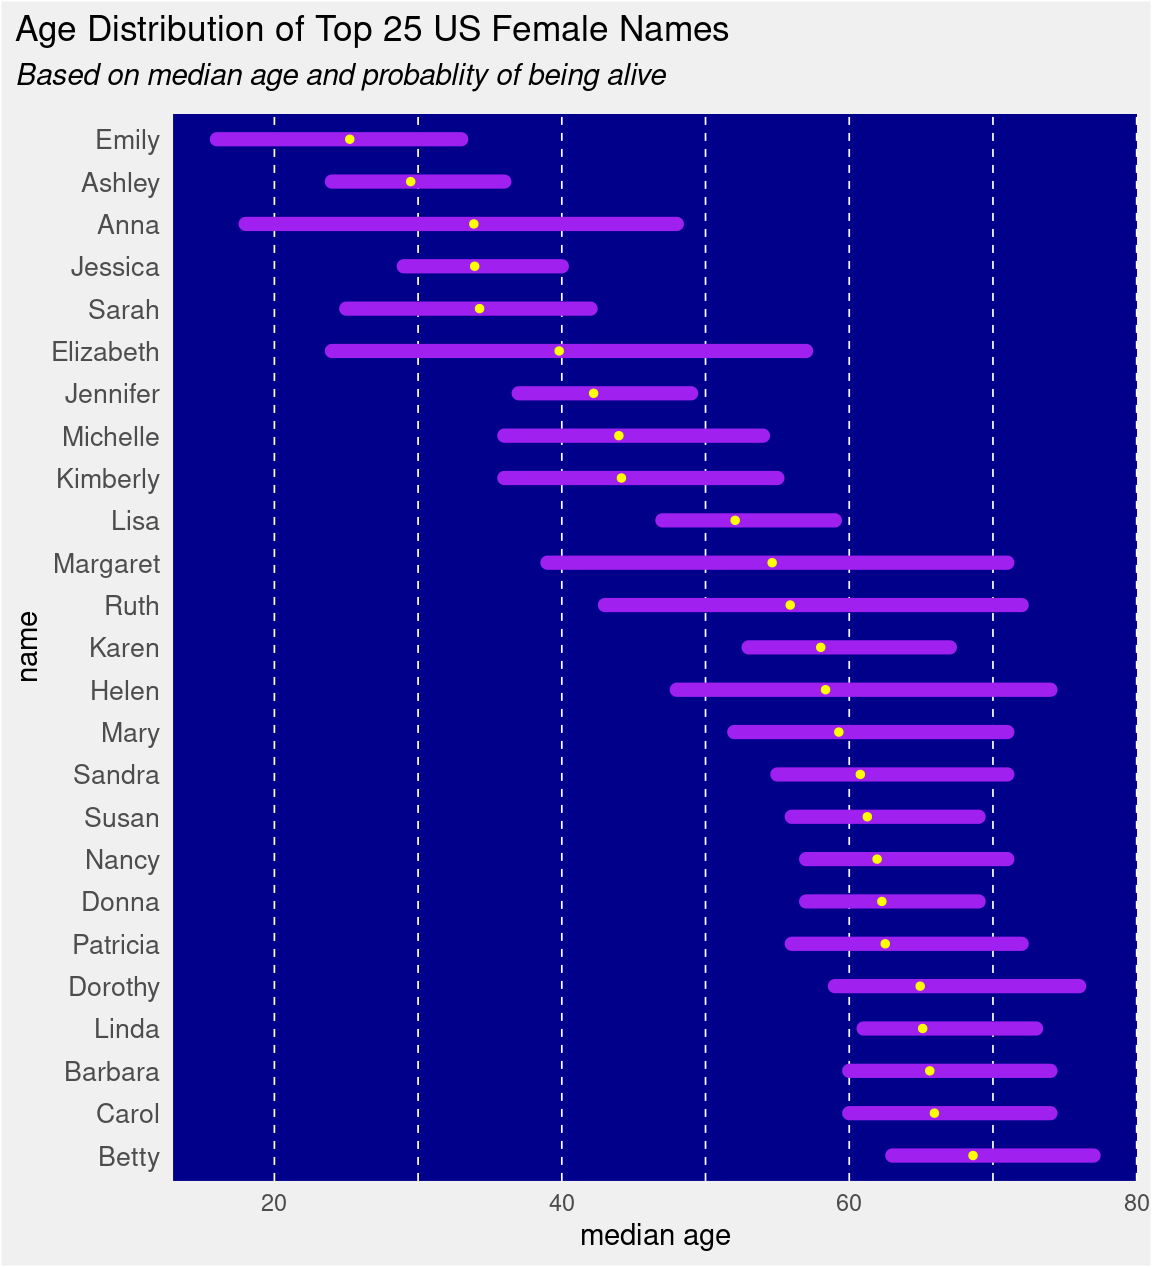 Age Distribution of Top 25 US Female Names
Based on median age and probablity of being alive
Emily
Ashley
Anna
Jessica
Sarah
Elizabeth
Jennifer
Michelle
Kimberly
Lisa
Margaret
Ruth
Karen
Helen
Mary
Sandra
Susan
Nancy
Donna
Patricia
Dorothy
Linda
Barbara
Carol
Betty
name
20 40 60 80
median age